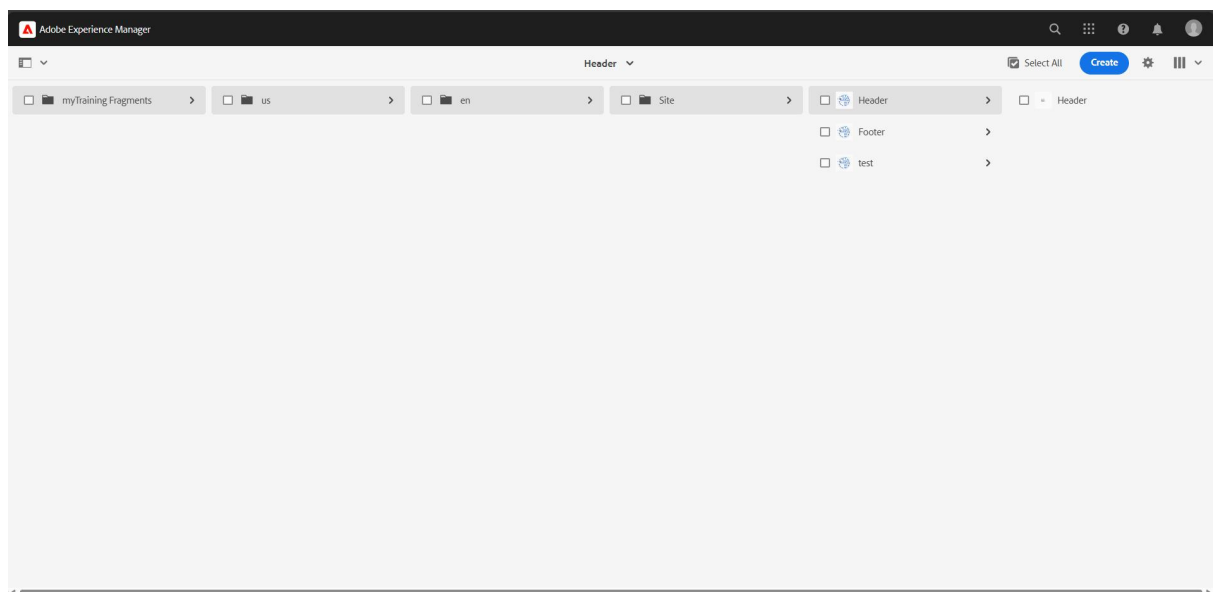 Adobe Experience Manager
Header
Select All
Create
myTraining Fragments
us
en
Site
Header
Header
Footer
test